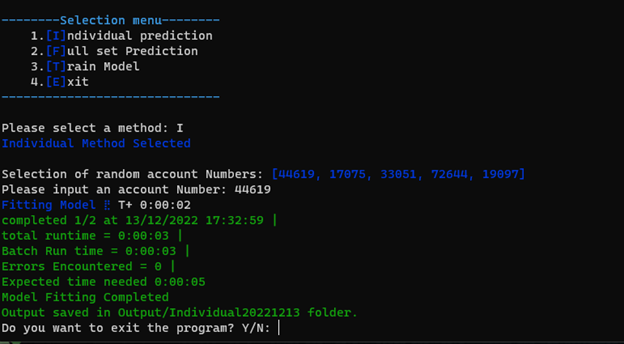 --------Selection menu--------
1.[I]ndividual prediction
2.[F]ull set Prediction
3.[T]rain Model
4.[E]xit
------------------------------
Please select a method: I
Individual Method Selected
Selection of random account Numbers: [44619, 17075, 33051, 72644, 19097]
Please input an account Number: 44619
Fitting Model T+ 0:00:02
completed 1/2 at 13/12/2022 17:32:59 |
total runtime = 0:00:03 |
Batch Run time = 0:00:03 |
Errors Encountered = 0 |
Expected time needed 0:00:05
Model Fitting Completed
Output saved in Output/Individual20221213 folder.
Do you want to exit the program? Y/N: